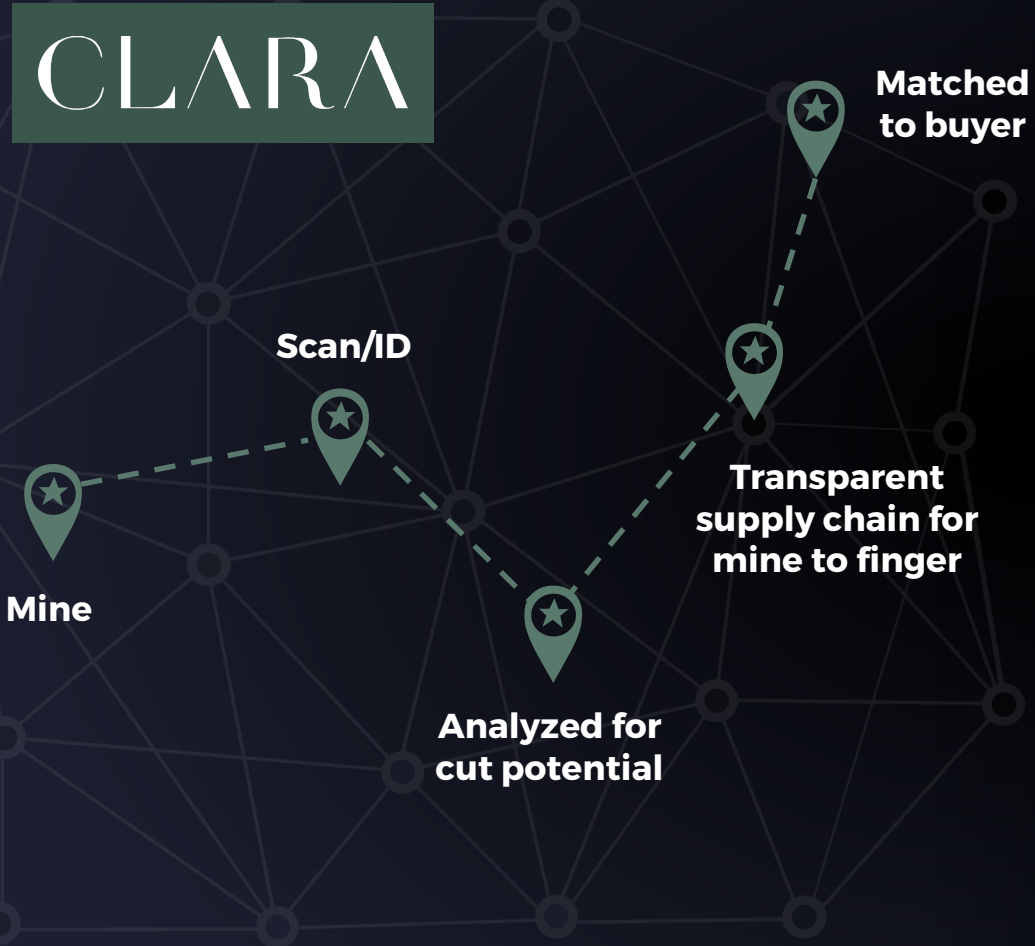 CLARA
Matched
to buyer
Scan/ID
Transparent
supply chain for
mine to finger
Mine
Analyzed for
cut potential